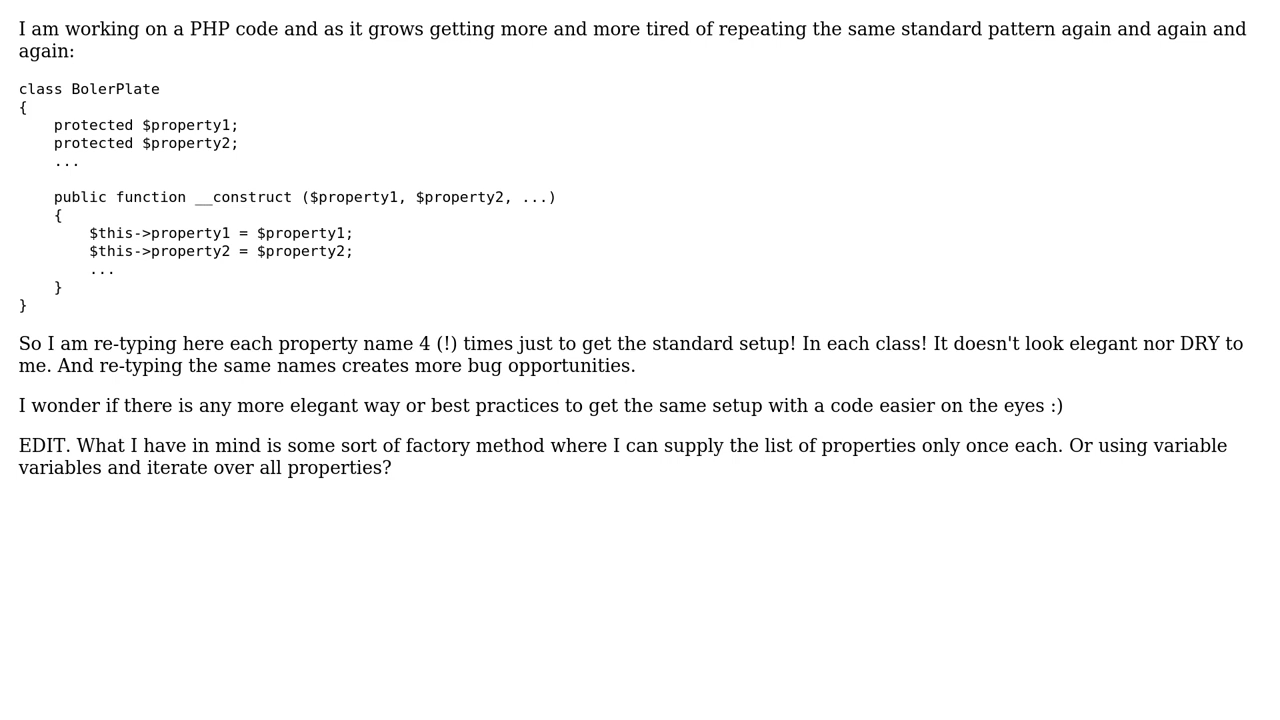 I am working on a PHP code and as it grows getting more and more tired of repeating the same standard pattern again and again and
again:
class BolerPlate
{
    protected $property1;
    protected $property2;
    ...
    public function __construct ($property1, $property2, ...)
    {
        $this->property1 = $property1;
        $this->property2 = $property2;
        ...
    }
}
So I am re-typing here each property name 4 (!) times just to get the standard setup! In each class! It doesn't look elegant nor DRY to
me. And re-typing the same names creates more bug opportunities.
I wonder if there is any more elegant way or best practices to get the same setup with a code easier on the eyes :)
EDIT. What I have in mind is some sort of factory method where I can supply the list of properties only once each. Or using variable
variables and iterate over all properties?